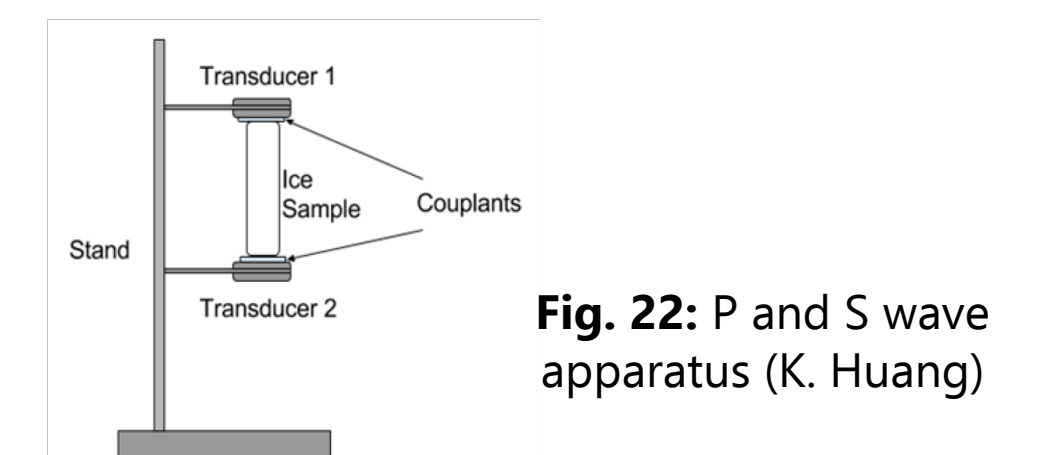 Transducer 1
Ice
Sample
Couplants
Stand
Transducer 2
Fig. 22: P and S wave
apparatus (K. Huang)